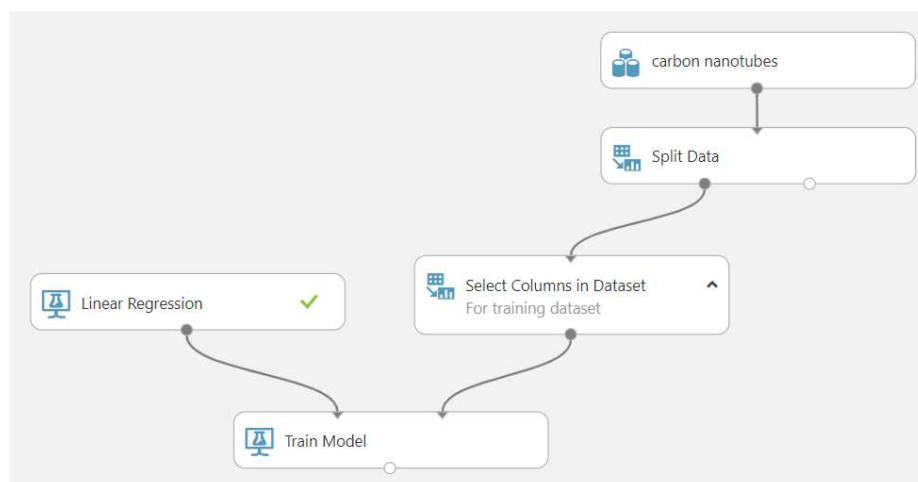 carbon nanotubes
Split Data
Select Columns in Dataset
For training dataset
Linear Regression
Train Model